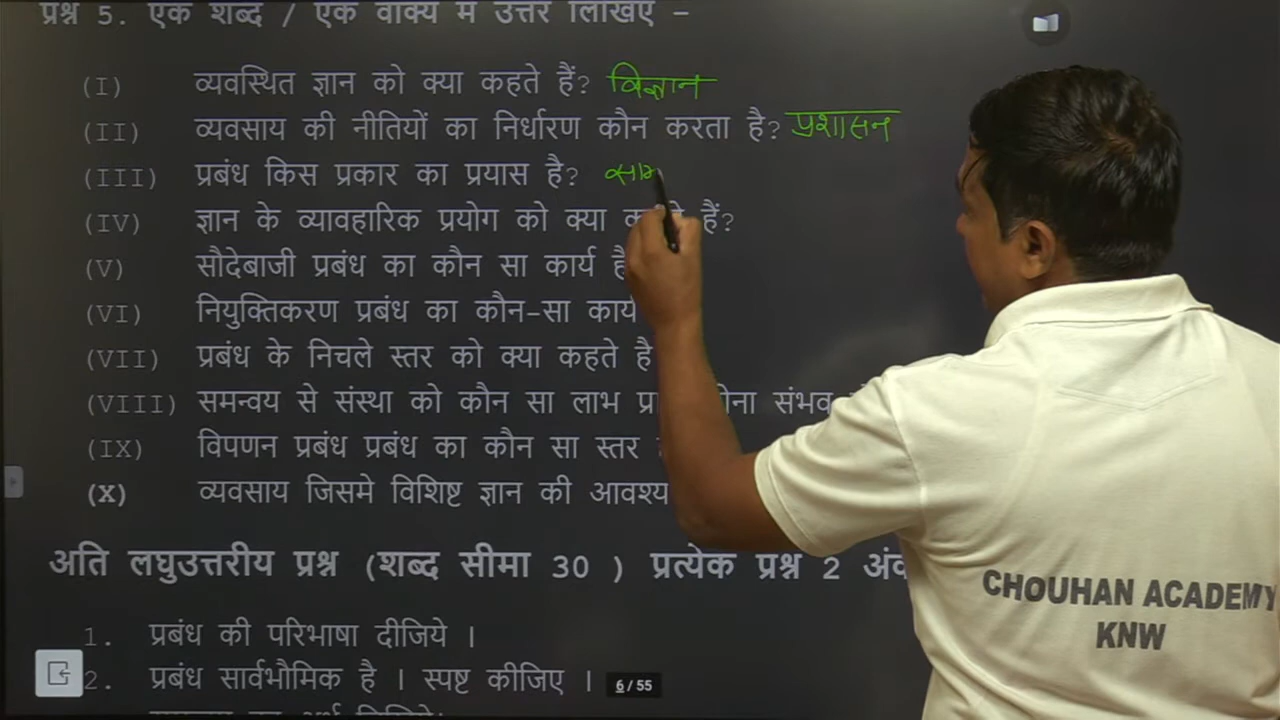 प्रश्न 5. एक शब्द / एक वाक्य में उत्तर लिखिए -
(I) व्यवस्थित ज्ञान को क्या कहते हैं? विज्ञान
(II) व्यवसाय की नीतियों का निर्धारण कौन करता है? प्रशासन
(III) प्रबंध किस प्रकार का प्रयास है? साम
(IV) ज्ञान के व्यावहारिक प्रयोग को क्या हैं?
(V) सौदेबाजी प्रबंध का कौन सा कार्य
(VI) नियुक्तिकरण प्रबंध का कौन-सा कार्य
(VII) प्रबंध के निचले स्तर को क्या कहते
(VIII) समन्वय से संस्था को कौन सा लाभ संभव
(IX) विपणन प्रबंध प्रबंध का कौन सा स्तर
(X) व्यवसाय जिसमे विशिष्ट ज्ञान की
अति लघुउत्तरीय प्रश्न (शब्द सीमा 30 ) प्रत्येक प्रश्न 2
1. प्रबंध की परिभाषा दीजिये ।
2. प्रबंध सार्वभौमिक है । स्पष्ट कीजिए ।
6/55
CHOUHAN ACADEMY
KNW